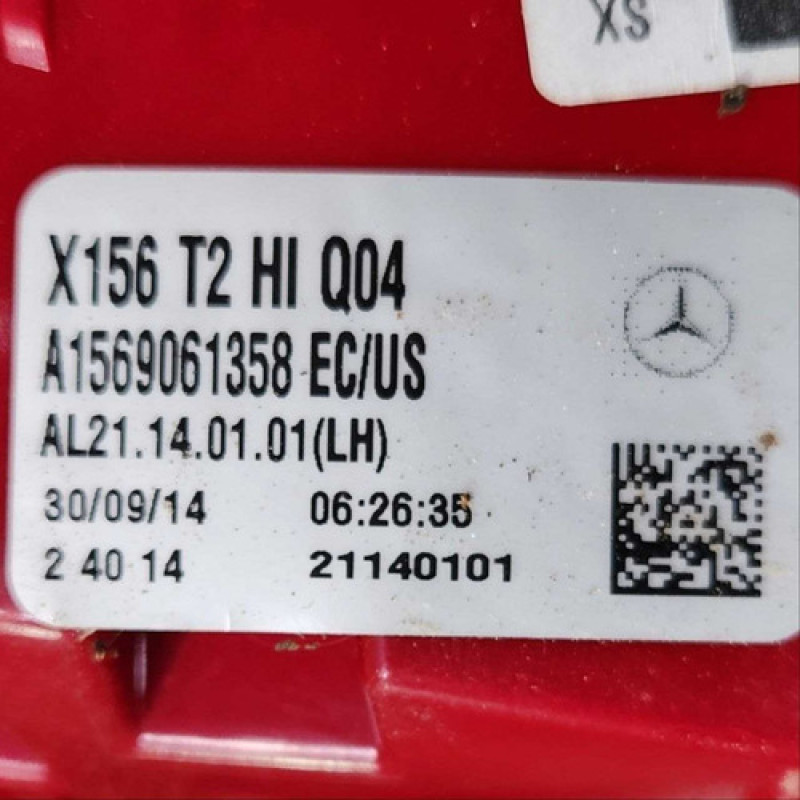 XS
X156 T2 HI Q04
A1569061358 EC/US
AL21.14.01.01(LH)
30/09/14 06:26:35
2 40 14 21140101